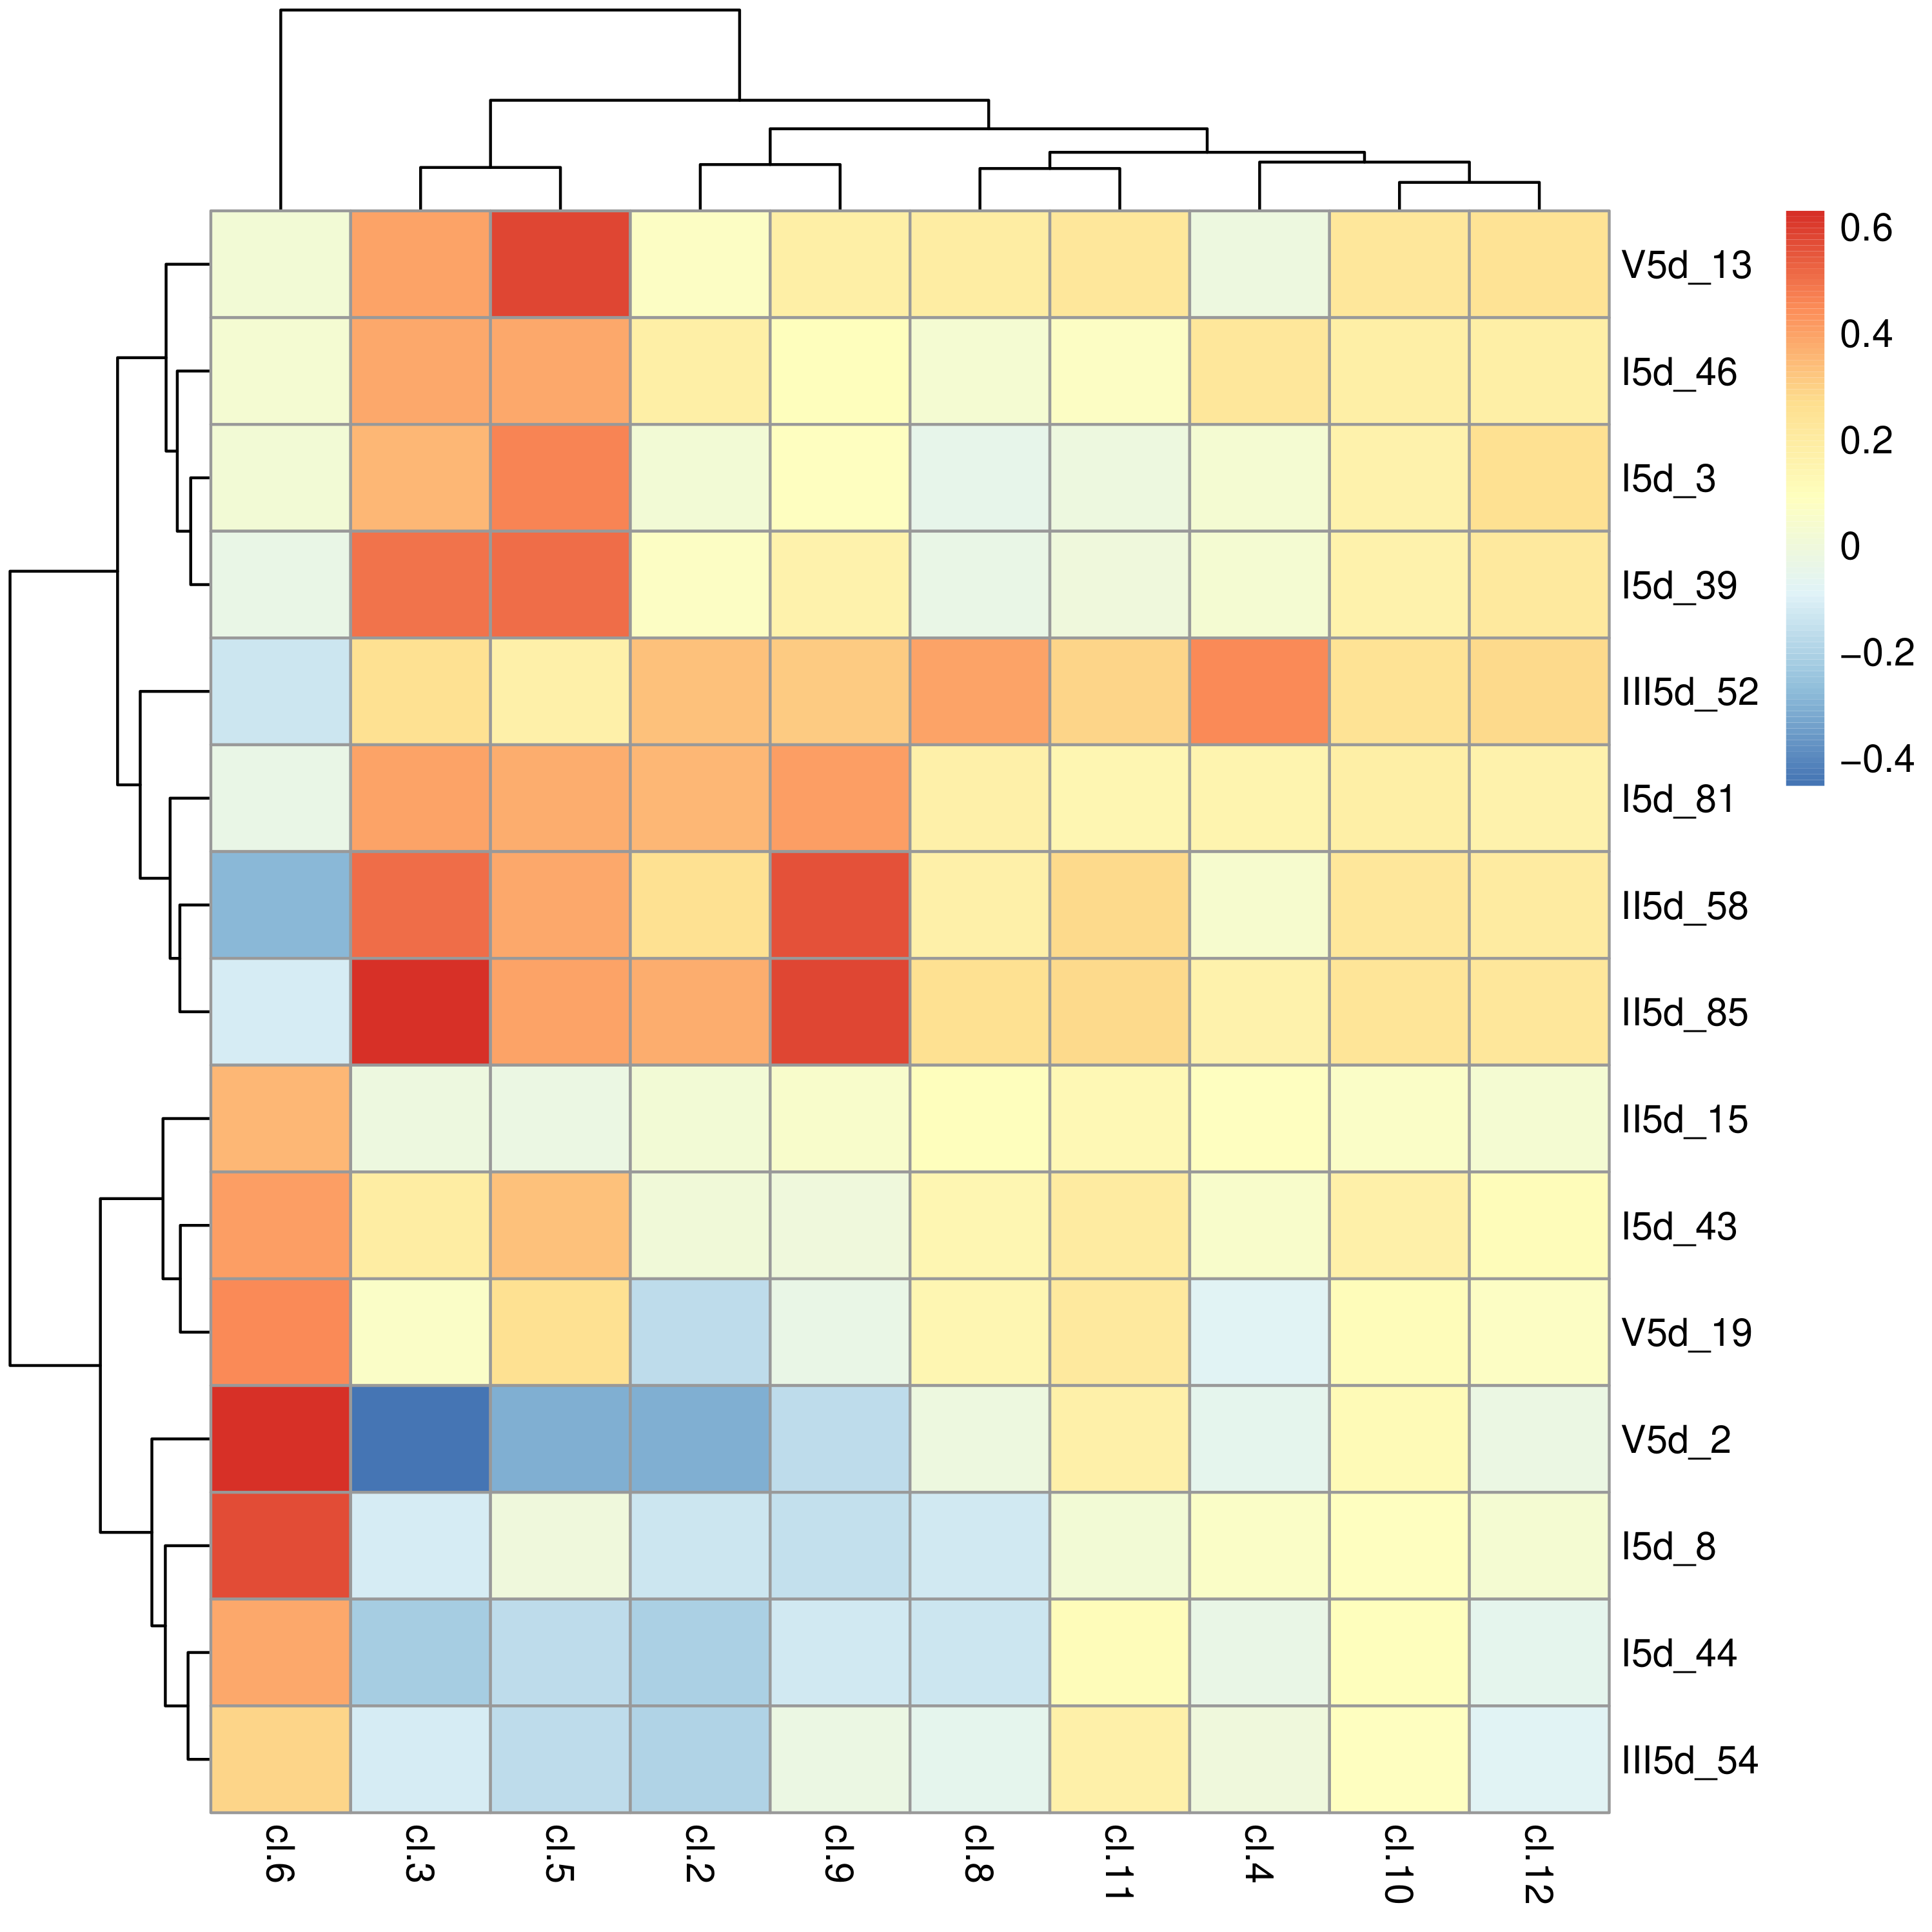 V5d_13
I5d_46
I5d_3
I5d_39
III5d_52
I5d_81
II5d_58
II5d_85
II5d_15
I5d_43
V5d_19
V5d_2
I5d_8
I5d_44
III5d_54
cl.6
cl.3
cl.5
cl.2
cl.9
cl.8
cl.11
cl.4
cl.10
cl.12
0.6
0.4
0.2
0
−0.2
−0.4